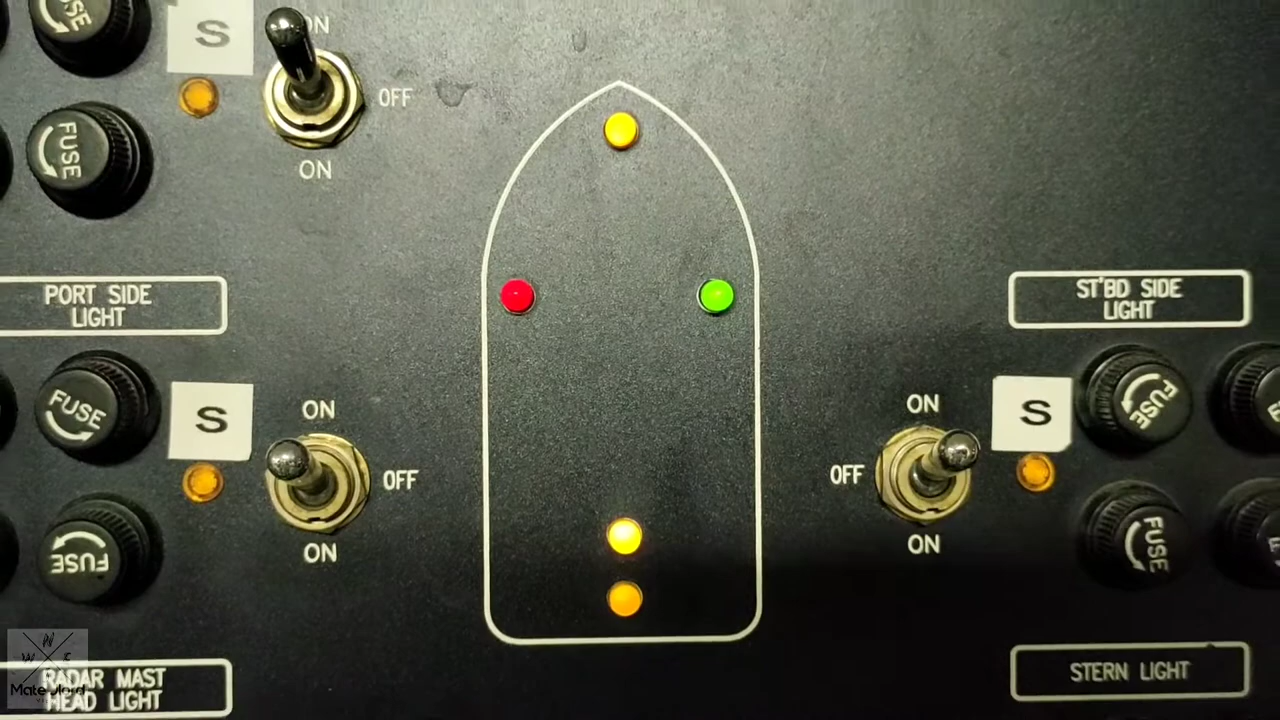 FUSE
S
ON
OFF
FUSE
ON
PORT SIDE
LIGHT
ST'BD SIDE
LIGHT
FUSE
S
ON
OFF
ON
FUSE
ON
OFF
ON
S
FUSE
FUSE
RADAR MAST
HEAD LIGHT
STERN LIGHT
N
W E